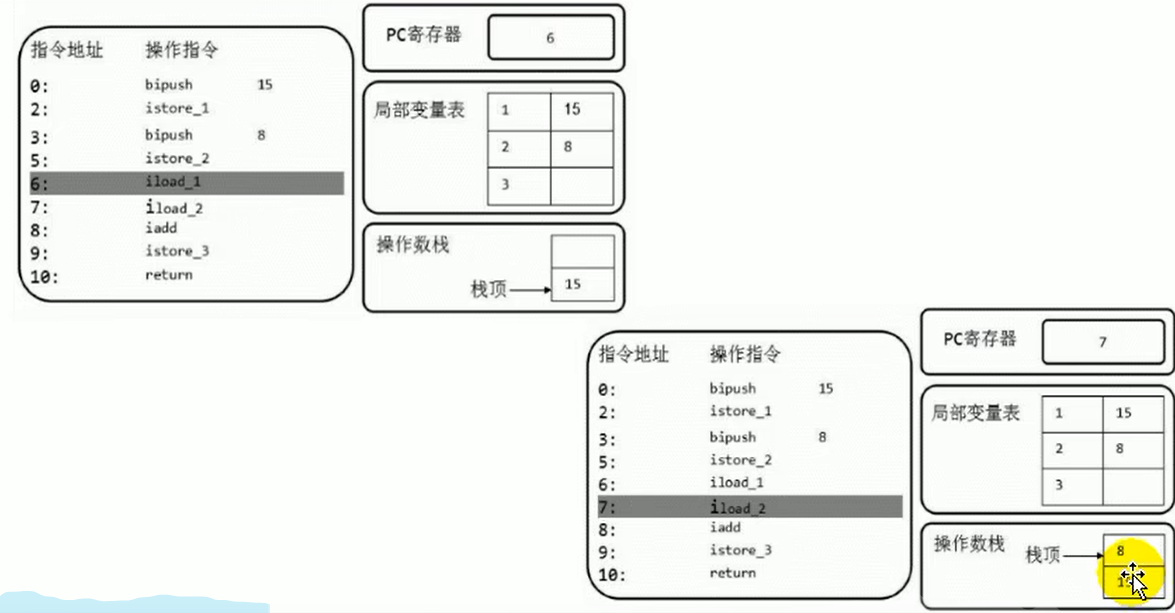 指令地址 操作指令
0: bipush 15
2: istore_1
3: bipush 8
5: istore_2
6: iload_1
7: iload_2
8: iadd
9: istore_3
10: return
PC寄存器 6
局部变量表
1 15
2 8
3
操作数栈
栈顶 15
指令地址 操作指令
0: bipush 15
2: istore_1
3: bipush 8
5: istore_2
6: iload_1
7: iload_2
8: iadd
9: istore_3
10: return
PC寄存器 7
局部变量表
1 15
2 8
3
操作数栈
栈顶 8